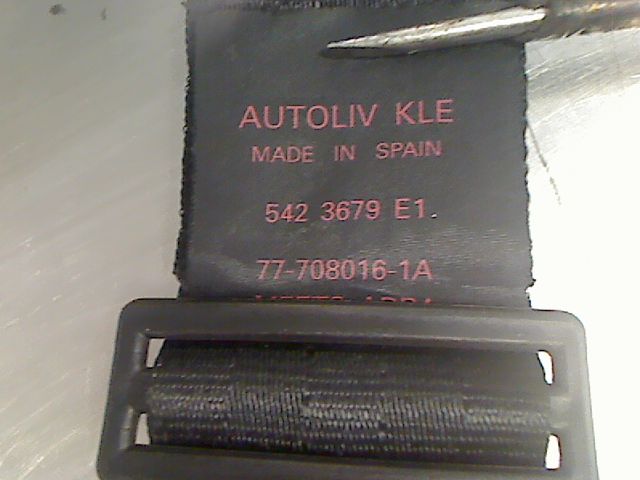 AUTOLIV KLE
MADE IN SPAIN
542 3679 E1.
77-708016-1A